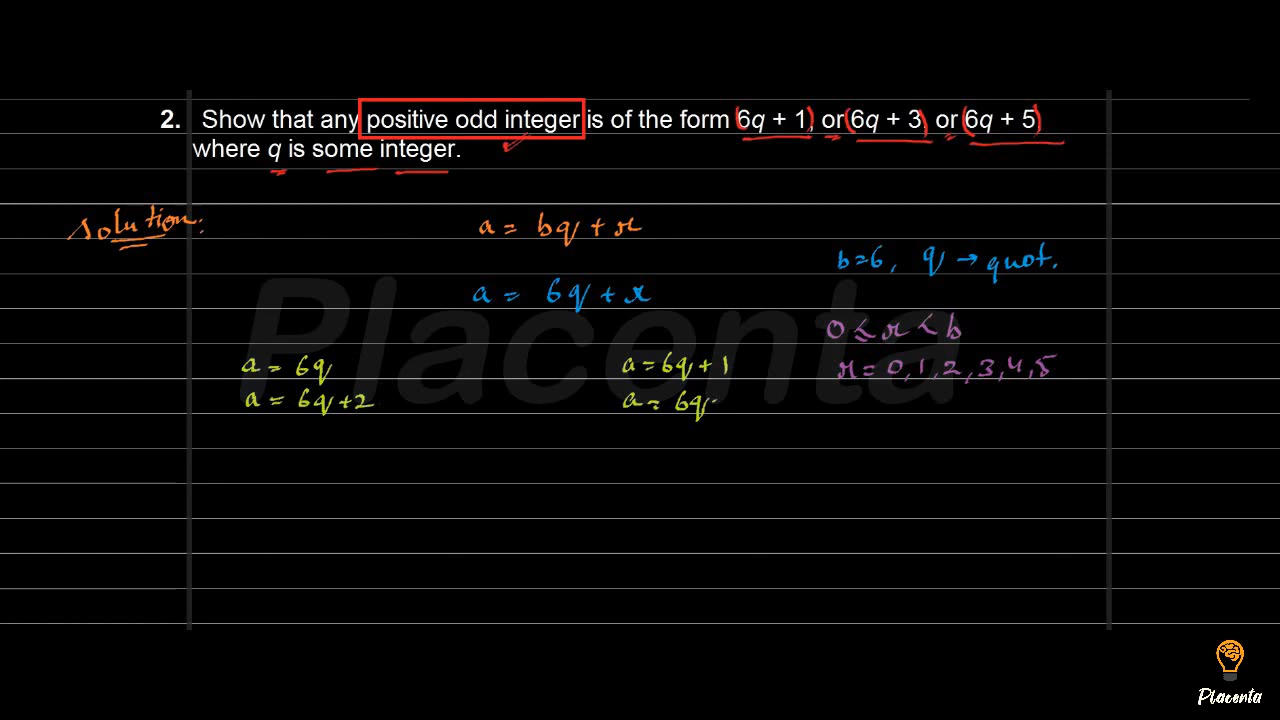 2. Show that any positive odd integer is of the form 6q + 1, or 6q + 3, or 6q + 5,
where q is some integer.
Solution:
a = bq + r
b=6, q → quot.
a = 6q + r
0 ≤ r < b
r = 0, 1, 2, 3, 4, 5
a = 6q
a = 6q + 1
a = 6q + 2
a = 6q
Placenta
Placenta